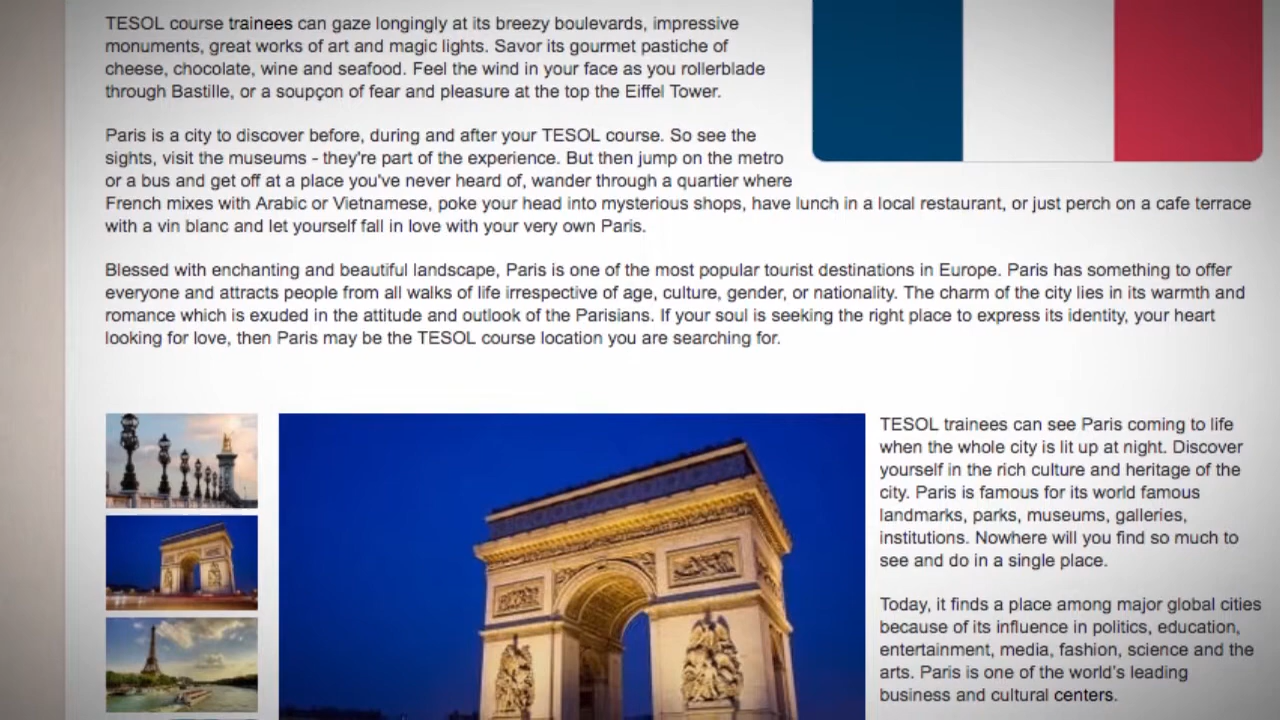 TESOL course trainees can gaze longingly at its breezy boulevards, impressive
monuments, great works of art and magic lights. Savor its gourmet pastiche of
cheese, chocolate, wine and seafood. Feel the wind in your face as you rollerblade
through Bastille, or a soupçon of fear and pleasure at the top the Eiffel Tower.
Paris is a city to discover before, during and after your TESOL course. So see the
sights, visit the museums - they're part of the experience. But then jump on the metro
or a bus and get off at a place you've never heard of, wander through a quartier where
French mixes with Arabic or Vietnamese, poke your head into mysterious shops, have lunch in a local restaurant, or just perch on a cafe terrace
with a vin blanc and let yourself fall in love with your very own Paris.
Blessed with enchanting and beautiful landscape, Paris is one of the most popular tourist destinations in Europe. Paris has something to offer
everyone and attracts people from all walks of life irrespective of age, culture, gender, or nationality. The charm of the city lies in its warmth and
romance which is exuded in the attitude and outlook of the Parisians. If your soul is seeking the right place to express its identity, your heart
looking for love, then Paris may be the TESOL course location you are searching for.
TESOL trainees can see Paris coming to life
when the whole city is lit up at night. Discover
yourself in the rich culture and heritage of the
city. Paris is famous for its world famous
landmarks, parks, museums, galleries,
institutions. Nowhere will you find so much to
see and do in a single place.
Today, it finds a place among major global cities
because of its influence in politics, education,
entertainment, media, fashion, science and the
arts. Paris is one of the world's leading
business and cultural centers.